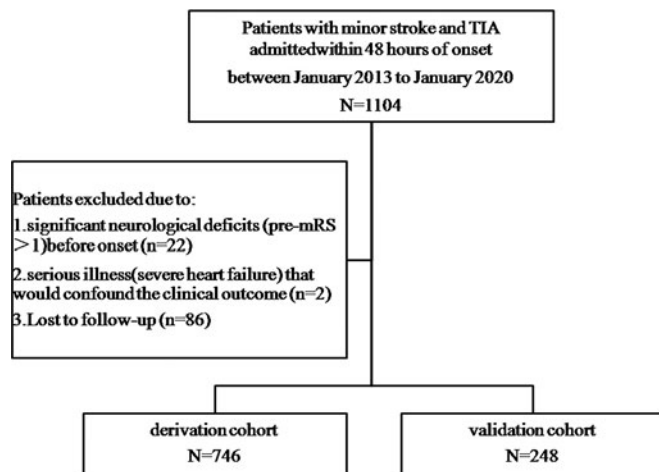 Patients with minor stroke and TIA
admittedwithin 48 hours of onset
between January 2013 to January 2020
N=1104
Patients excluded due to:
1.significant neurological deficits (pre-mRS
>1)before onset (n=22)
2.serious illness(severe heart failure) that
would confound the clinical outcome (n=2)
3.Lost to follow-up (n=86)
derivation cohort
N=746
validation cohort
N=248